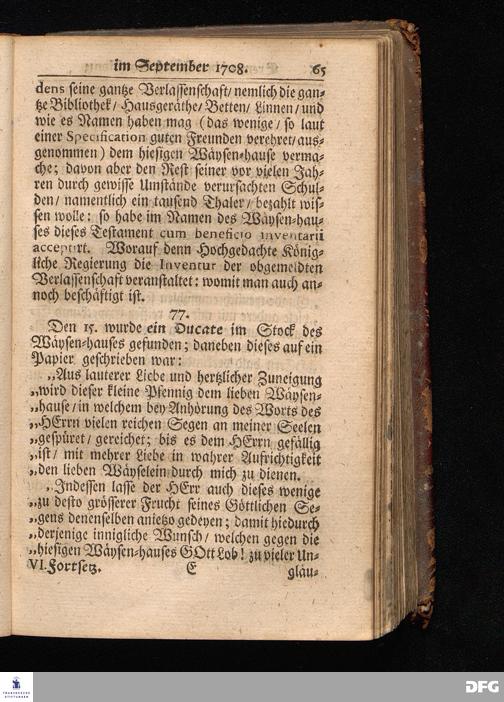 im September 1708. 65
dens seine gantze Verlassenschaft/ nemlich die gan-
tze Bibliothek/ Hausgeräthe/ Betten/ Linnen/ und
wie es Namen haben mag (das wenige/ so laut
einer Specification guten Freunden verehret/ aus-
genommen) dem hiesigen Wäysen-hause verma-
che; davon aber den Rest seiner vor vielen Jah-
ren durch gewisse Umstände verursachten Schul-
den/ namentlich ein tausend Thaler/ bezahlt wis-
sen wolle: so habe im Namen des Wäysen-hau-
ses dieses Testament cum beneficio inventarii
acceptirt. Worauf denn Hochgedachte König-
liche Regierung die Inventur der obgemeldten
Verlassenschaft veranstaltet: womit man auch an-
noch beschäftigt ist.
77.
Den 15. wurde ein Ducate im Stock des
Wäysen-hauses gefunden; daneben dieses auf ein
Papier geschrieben war:
„Aus lauterer Liebe und hertzlicher Zuneigung
„wird dieser kleine Pfennig dem lieben Wäysen-
„hause/ in welchem bey Anhörung des Worts des
„HErrn vielen reichen Segen an meiner Seelen
„gespüret/ gereichet; bis es dem HErrn gefällig
„ist/ mit mehrer Liebe in wahrer Aufrichtigkeit
„den lieben Wäyselein durch mich zu dienen.
„Indessen lasse der HErr auch dieses wenige
„zu desto grösserer Frucht seines Göttlichen Se-
„gens denenselben anietzo gedeyen; damit hiedurch
„derjenige innigliche Wunsch/ welchen gegen die
„hiesigen Wäysen-hauses GOtt Lob! zu vieler Un-
VI. Fortsetz. E gläu-
FRANCKESCHE
STIFTUNGEN
DFG